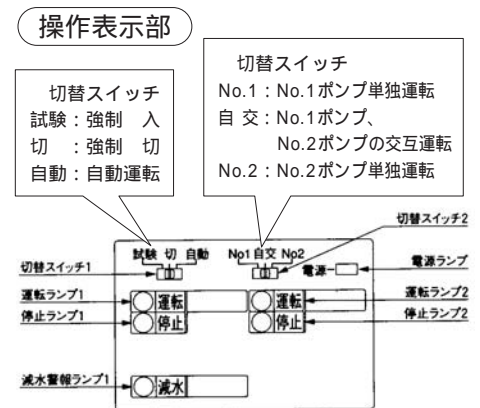 操作表示部
切替スイッチ
試験：強制　入
切　：強制　切
自動：自動運転
切替スイッチ
No.1：No.1ポンプ単独運転
自 交：No.1ポンプ、
No.2ポンプの交互運転
No.2：No.2ポンプ単独運転
切替スイッチ2
試験 切 自動
No1 自交 No2
切替スイッチ1
電源
電源ランプ
運転ランプ1
運転
運転
運転ランプ2
停止ランプ1
停止
停止
停止ランプ2
減水警報ランプ1
減水